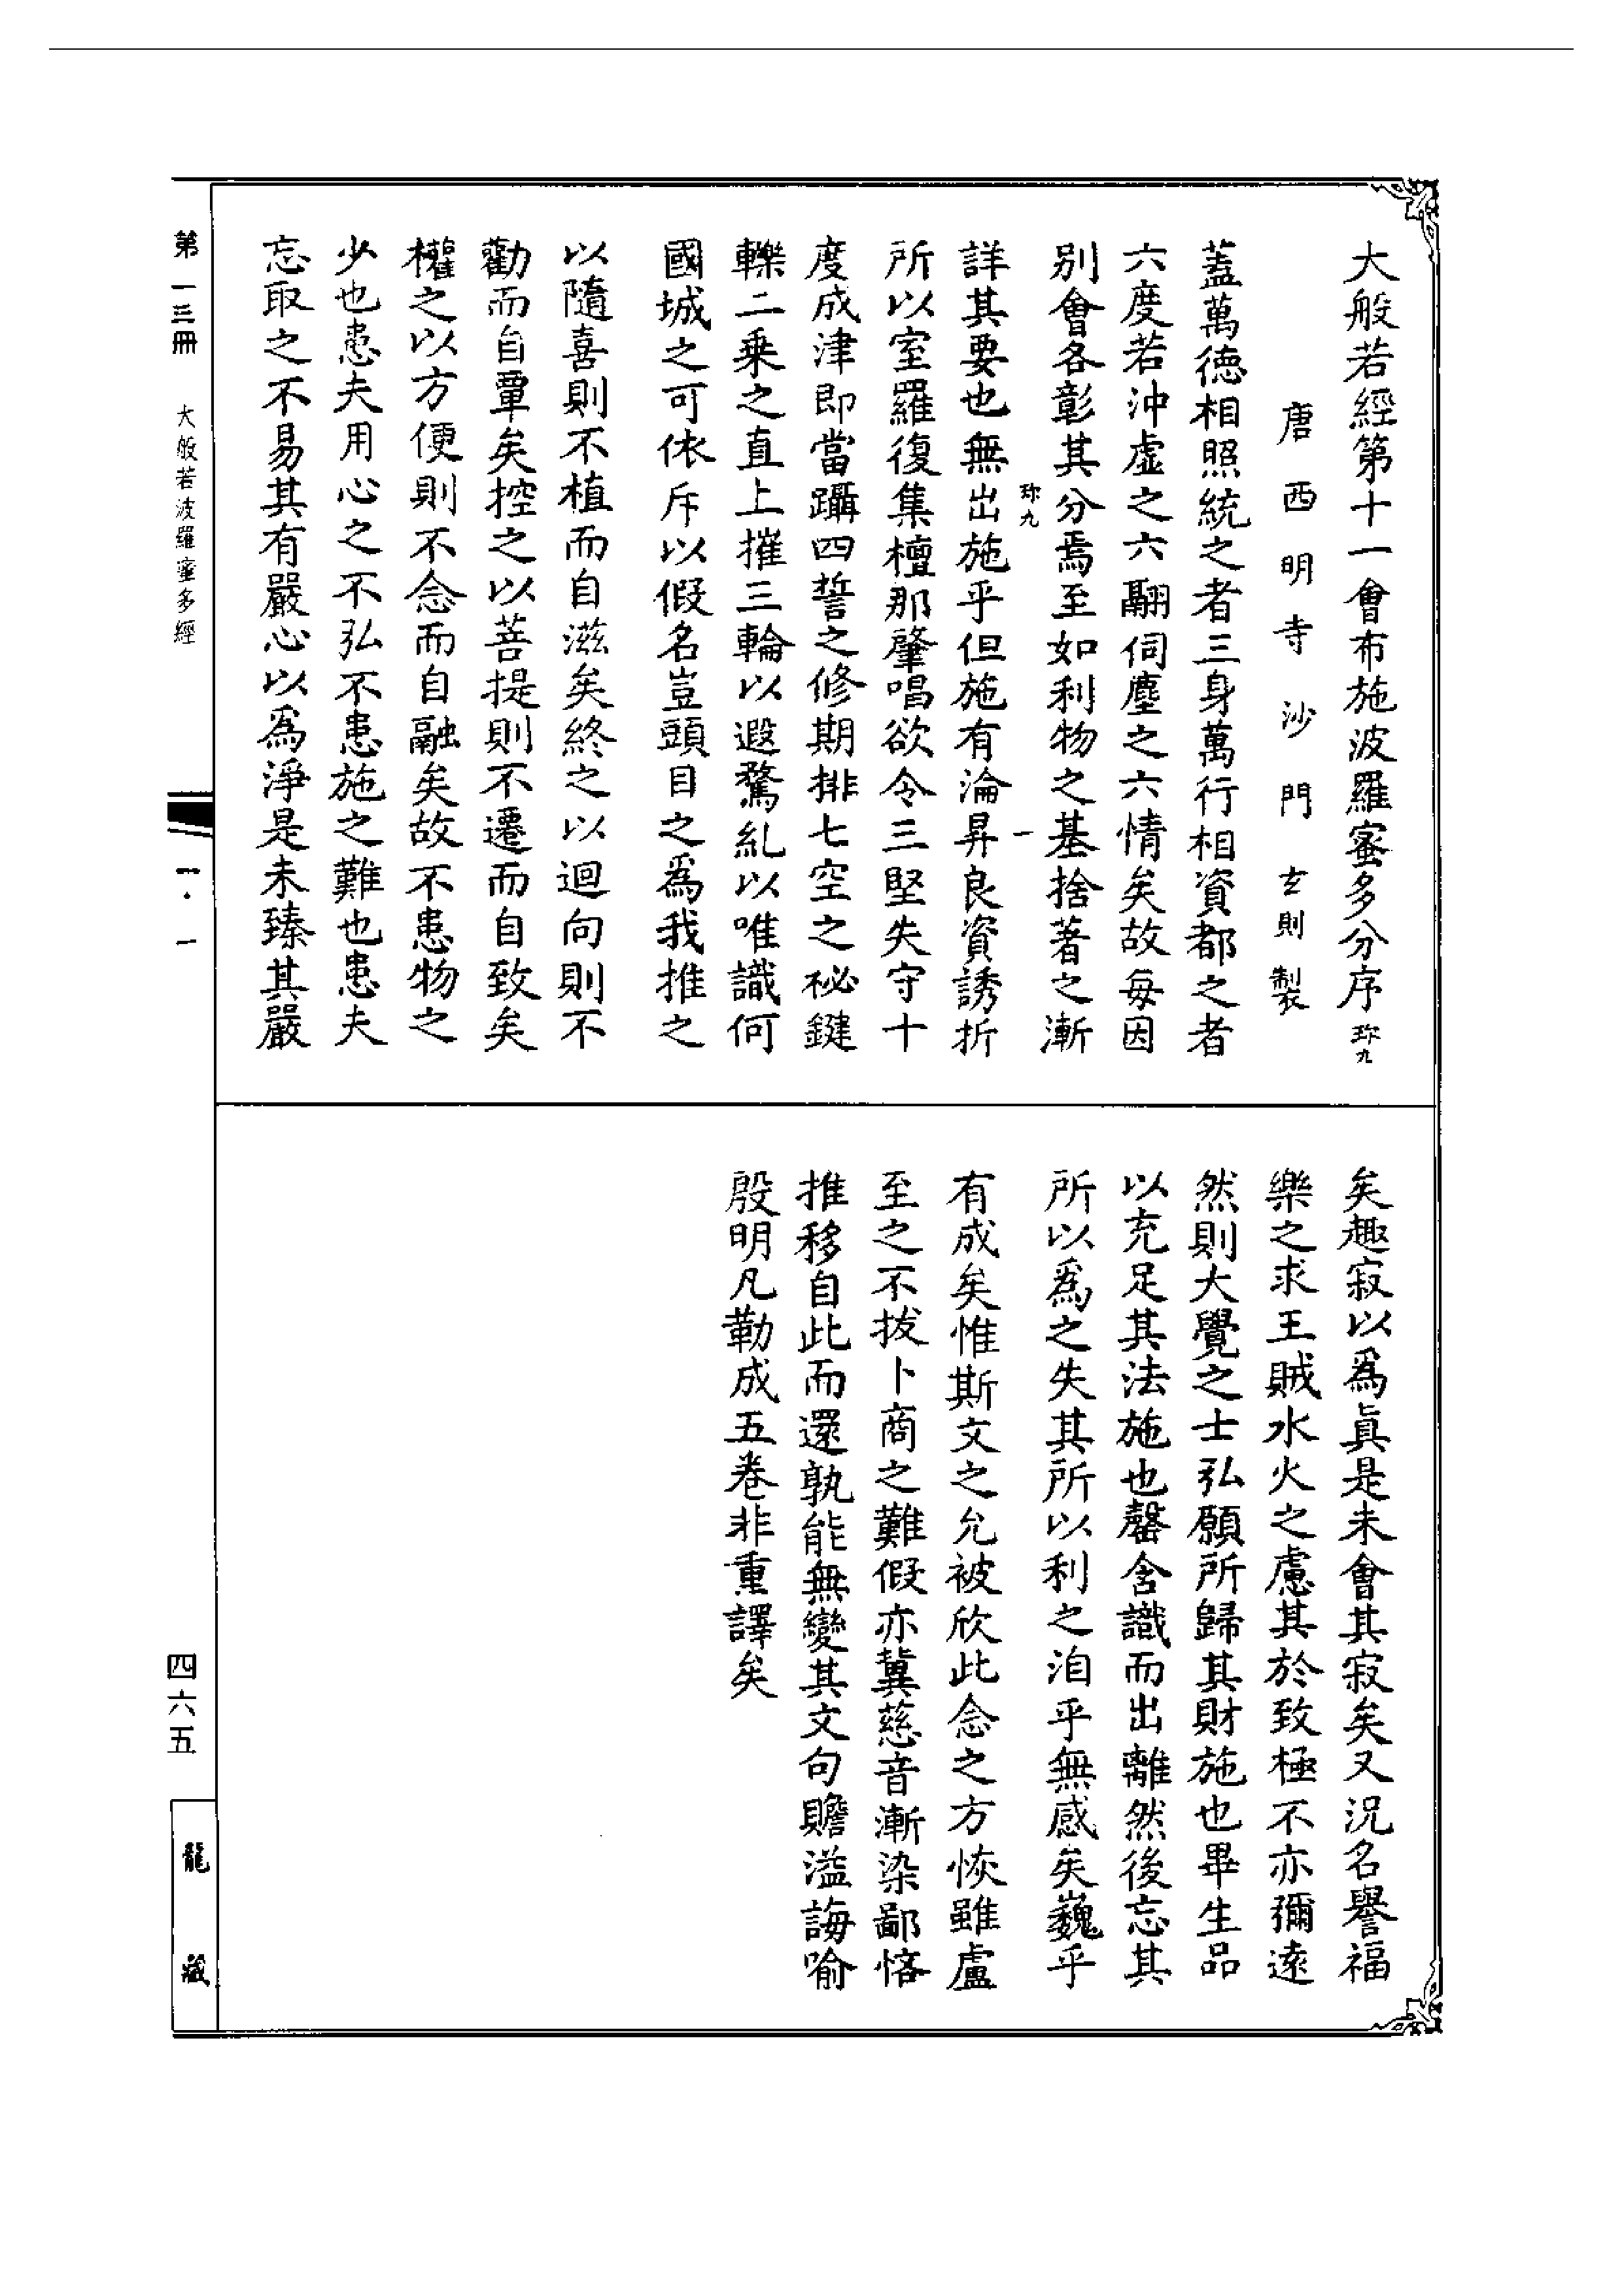 大般若經第十一會布施波羅蜜多分序 珎九
唐西明寺沙門玄則製
蓋萬德相照統之者三身萬行相資都之者
六度若沖虛之六翮伺塵之六情矣故每因
別會各彰其分焉至如利物之基捨著之漸
珎九 一
詳其要也無出施乎但施有淪昇良資誘折
所以室羅復集檀那肇唱欲令三堅失守十
度成津即當躡四誓之修期排七空之祕鍵
轢二乘之直上摧三輪以遐騖糺以唯識何
國城之可依斥以假名豈頭目之爲我推之
以隨喜則不植而自滋矣終之以迴向則不
勸而自覃矣控之以菩提則不遷而自致矣
權之以方便則不念而自融矣故不患物之
少也患夫用心之不弘不患施之難也患夫
忘取之不易其有嚴心以爲淨是未臻其嚴
矣趣寂以爲眞是未會其寂矣又況名譽福
樂之求王賊水火之慮其於致極不亦彌遠
然則大覺之士弘願所歸其財施也畢生品
以充足其法施也罄含識而出離然後忘其
所以爲之失其所以利之洎乎無感矣巍乎
有成矣惟斯文之允被欣此念之方恢雖盧
至之不拔卜商之難假亦冀慈音漸染鄙悋
推移自此而還孰能無變其文句贍溢誨喻
殷明凡勒成五卷非重譯矣
第一三冊 大般若波羅蜜多經
一·一
四六五
龍藏